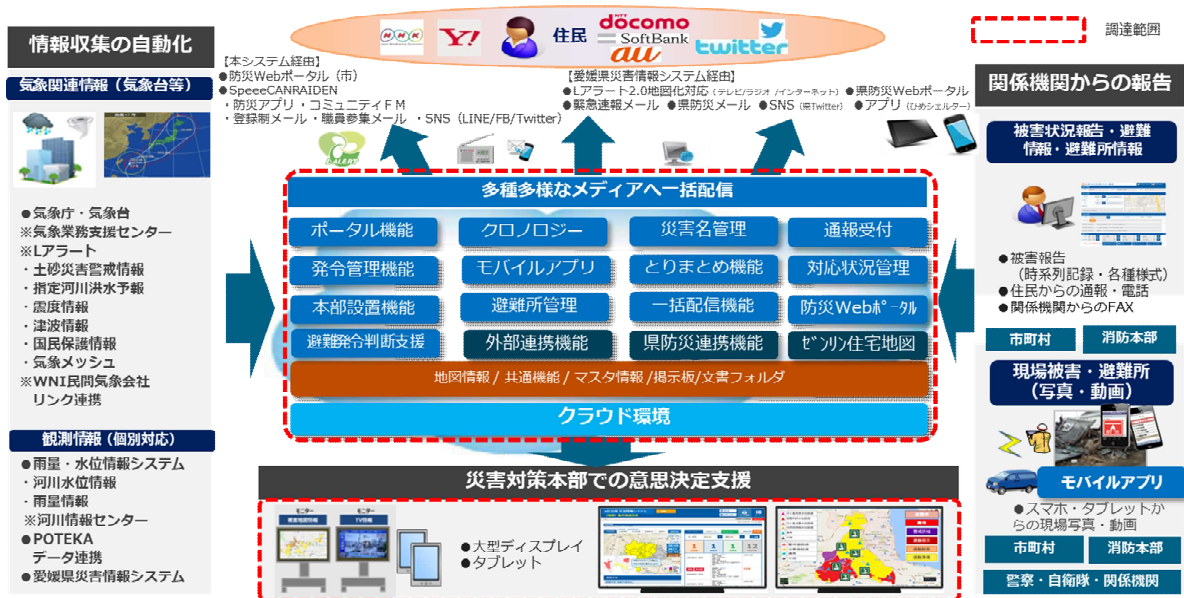 情報収集の自動化
気象関連情報（気象台等）
●気象庁・気象台
※気象業務支援センター
※Lアラート
・土砂災害警戒情報
・指定河川洪水予報
・震度情報
・津波情報
・国民保護情報
・気象メッシュ
※WNI民間気象会社
リンク連携
観測情報（個別対応）
●雨量・水位情報システム
・河川水位情報
・雨量情報
※河川情報センター
●POTEKA
データ連携
●愛媛県災害情報システム
NHK
Y!
住民
döcomo
SoftBank
au
twitter
調達範囲
【本システム経由】
●防災Webポータル（市）
●SpeeeCANRAIDEN
・防災アプリ・コミュニティFM
・登録制メール・職員参集メール ・SNS（LINE/FB/Twitter）
【愛媛県災害情報システム経由】
●Lアラート2.0地図化対応（テレビ/ラジオ /インターネット）●県防災Webポータル
●緊急速報メール ●県防災メール ●SNS（県Twitter） ●アプリ（ひめシェルター）
多種多様なメディアへ一括配信
ポータル機能
クロノロジー
災害名管理
通報受付
発令管理機能
モバイルアプリ
とりまとめ機能
対応状況管理
本部設置機能
避難所管理
一括配信機能
防災Webﾎﾟｰﾀﾙ
避難発令判断支援
外部連携機能
県防災連携機能
ｾﾞﾝﾘﾝ住宅地図
地図情報 / 共通機能 / マスタ情報 /掲示板/文書フォルダ
クラウド環境
災害対策本部での意思決定支援
モニター
モニター
TV情報
●大型ディスプレイ
●タブレット
関係機関からの報告
被害状況報告・避難
情報・避難所情報
●被害報告
（時系列記録・各種様式）
●住民からの通報・電話
●関係機関からのFAX
市町村
消防本部
現場被害・避難所
（写真・動画）
モバイルアプリ
●スマホ・タブレットか
らの現場写真・動画
市町村
消防本部
警察・自衛隊・関係機関